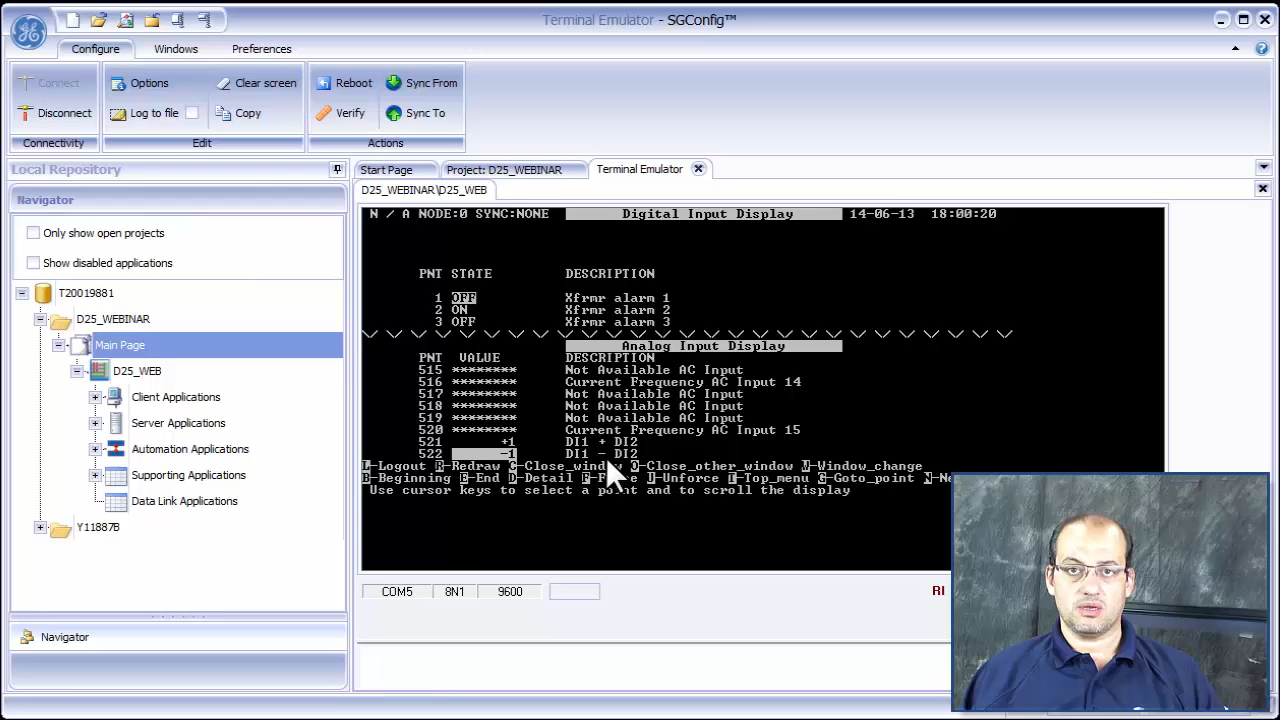 Terminal Emulator - SGConfig™
Configure Windows Preferences
Connect Options Clear screen Reboot Sync From
Disconnect Log to file Copy Verify Sync To
Connectivity Edit Actions
Local Repository
Start Page Project: D25_WEBINAR Terminal Emulator
D25_WEBINAR\D25_WEB
Navigator
Only show open projects
Show disabled applications
T20019881
D25_WEBINAR
Main Page
D25_WEB
Client Applications
Server Applications
Automation Applications
Supporting Applications
Data Link Applications
Y11887B
Navigator
N / A NODE:0 SYNC:NONE Digital Input Display 14-06-13 18:00:20
PNT STATE DESCRIPTION
1 OFF Xfrmr alarm 1
2 ON Xfrmr alarm 2
3 OFF Xfrmr alarm 3
Analog Input Display
PNT VALUE DESCRIPTION
515 ******** Not Available AC Input
516 ******** Current Frequency AC Input 14
517 ******** Not Available AC Input
518 ******** Not Available AC Input
519 ******** Not Available AC Input
520 ******** Current Frequency AC Input 15
521 +1 DI1 + DI2
522 -1 DI1 - DI2
L-Logout R-Redraw C-Close_window O-Close_other_window W-Window_change
B-Beginning E-End D-Detail U-Unforce T-Top_menu G-Goto_point
Use cursor keys to select a point and to scroll the display
COM5 8N1 9600 RI